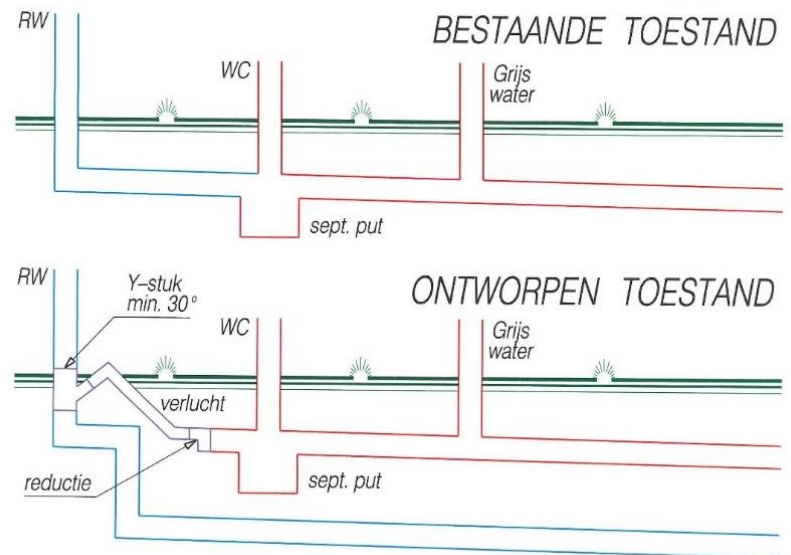 RW
BESTAANDE TOESTAND
WC
Grijs
water
sept. put
RW
Y-stuk
min. 30°
ONTWORPEN TOESTAND
WC
Grijs
water
verlucht
reductie
sept. put